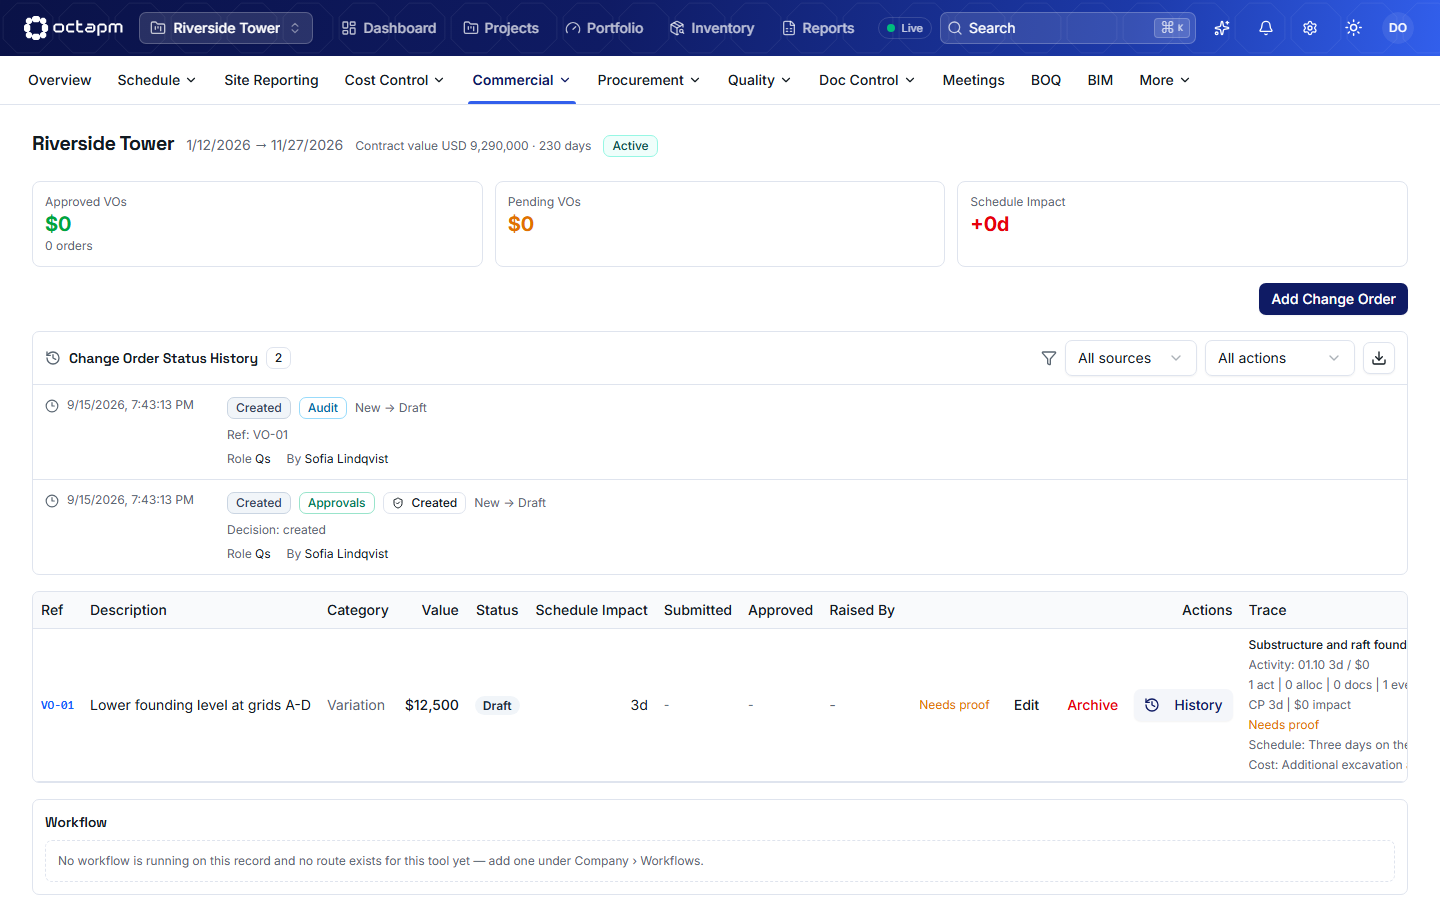 octapm
Riverside Tower
Dashboard
Projects
Portfolio
Inventory
Reports
Live
Search
⌘ K
DO
Overview
Schedule
Site Reporting
Cost Control
Commercial
Procurement
Quality
Doc Control
Meetings
BOQ
BIM
More
Riverside Tower 1/12/2026 → 11/27/2026 Contract value USD 9,290,000 · 230 days Active
Approved VOs
$0
0 orders
Pending VOs
$0
Schedule Impact
+0d
Add Change Order
Change Order Status History 2
All sources
All actions
9/15/2026, 7:43:13 PM
Created Audit New → Draft
Ref: VO-01
Role Qs By Sofia Lindqvist
9/15/2026, 7:43:13 PM
Created Approvals Created New → Draft
Decision: created
Role Qs By Sofia Lindqvist
Ref Description Category Value Status Schedule Impact Submitted Approved Raised By Actions Trace
VO-01 Lower founding level at grids A-D Variation $12,500 Draft 3d - - - Needs proof Edit Archive History
Substructure and raft found
Activity: 01.10 3d / $0
1 act | 0 alloc | 0 docs | 1 eve
CP 3d | $0 impact
Needs proof
Schedule: Three days on the
Cost: Additional excavation
Workflow
No workflow is running on this record and no route exists for this tool yet — add one under Company › Workflows.